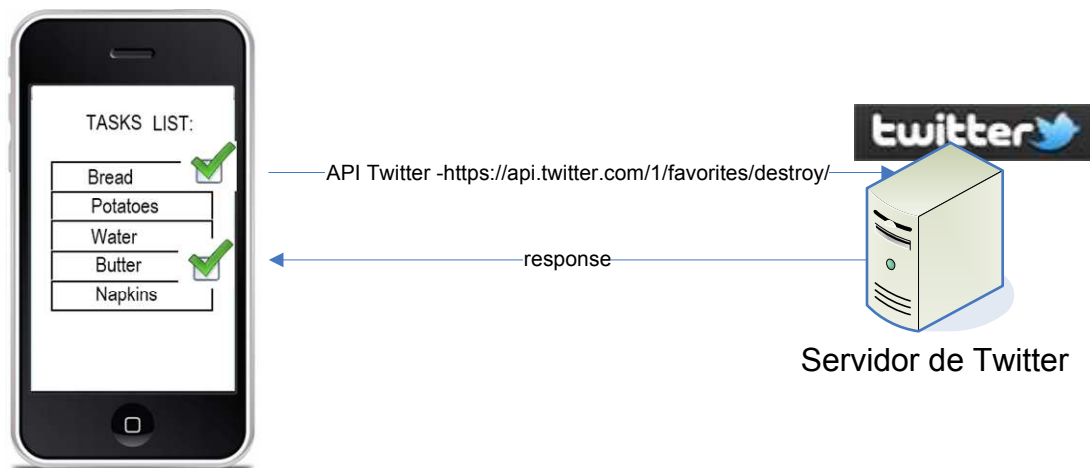 TASKS LIST:
Bread
Potatoes
Water
Butter
Napkins
API Twitter -https://api.twitter.com/1/favorites/destroy/
response
twitter
Servidor de Twitter